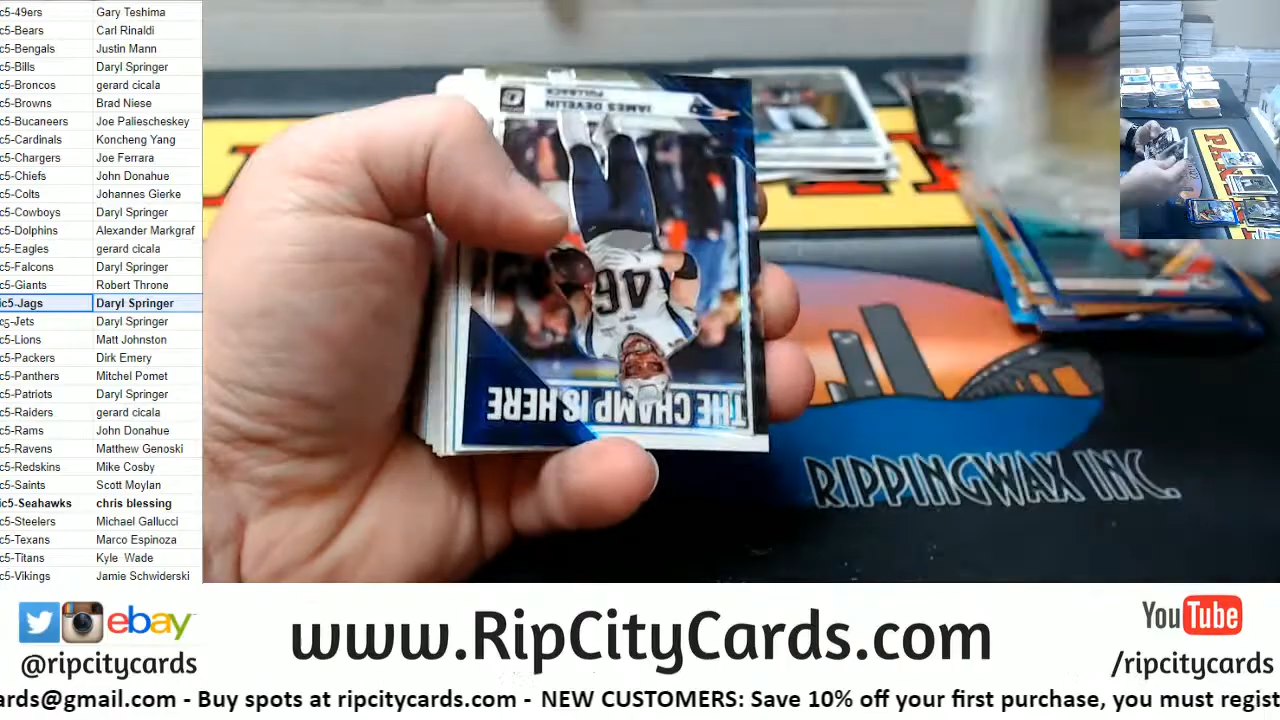 c5-49ers Gary Teshima
c5-Bears Carl Rinaldi
c5-Bengals Justin Mann
c5-Bills Daryl Springer
c5-Broncos gerard cicala
c5-Browns Brad Niese
c5-Bucaneers Joe Paliescheskey
c5-Cardinals Koncheng Yang
c5-Chargers Joe Ferrara
c5-Chiefs John Donahue
c5-Colts Johannes Gierke
c5-Cowboys Daryl Springer
c5-Dolphins Alexander Markgraf
c5-Eagles gerard cicala
c5-Falcons Daryl Springer
c5-Giants Robert Throne
ic5-Jags Daryl Springer
c5-Jets Daryl Springer
c5-Lions Matt Johnston
c5-Packers Dirk Emery
c5-Panthers Mitchel Pomet
c5-Patriots Daryl Springer
c5-Raiders gerard cicala
c5-Rams John Donahue
c5-Ravens Matthew Genoski
c5-Redskins Mike Cosby
c5-Saints Scott Moylan
ic5-Seahawks chris blessing
c5-Steelers Michael Gallucci
c5-Texans Marco Espinoza
c5-Titans Kyle Wade
c5-Vikings Jamie Schwiderski
JAMES DEVELIN
FULLBACK
46
THE CHAMP IS HERE
RIPPINGWAX INC.
ebay
@ripcitycards
www.RipCityCards.com
YouTube
/ripcitycards
ards@gmail.com - Buy spots at ripcitycards.com - NEW CUSTOMERS: Save 10% off your first purchase, you must regist